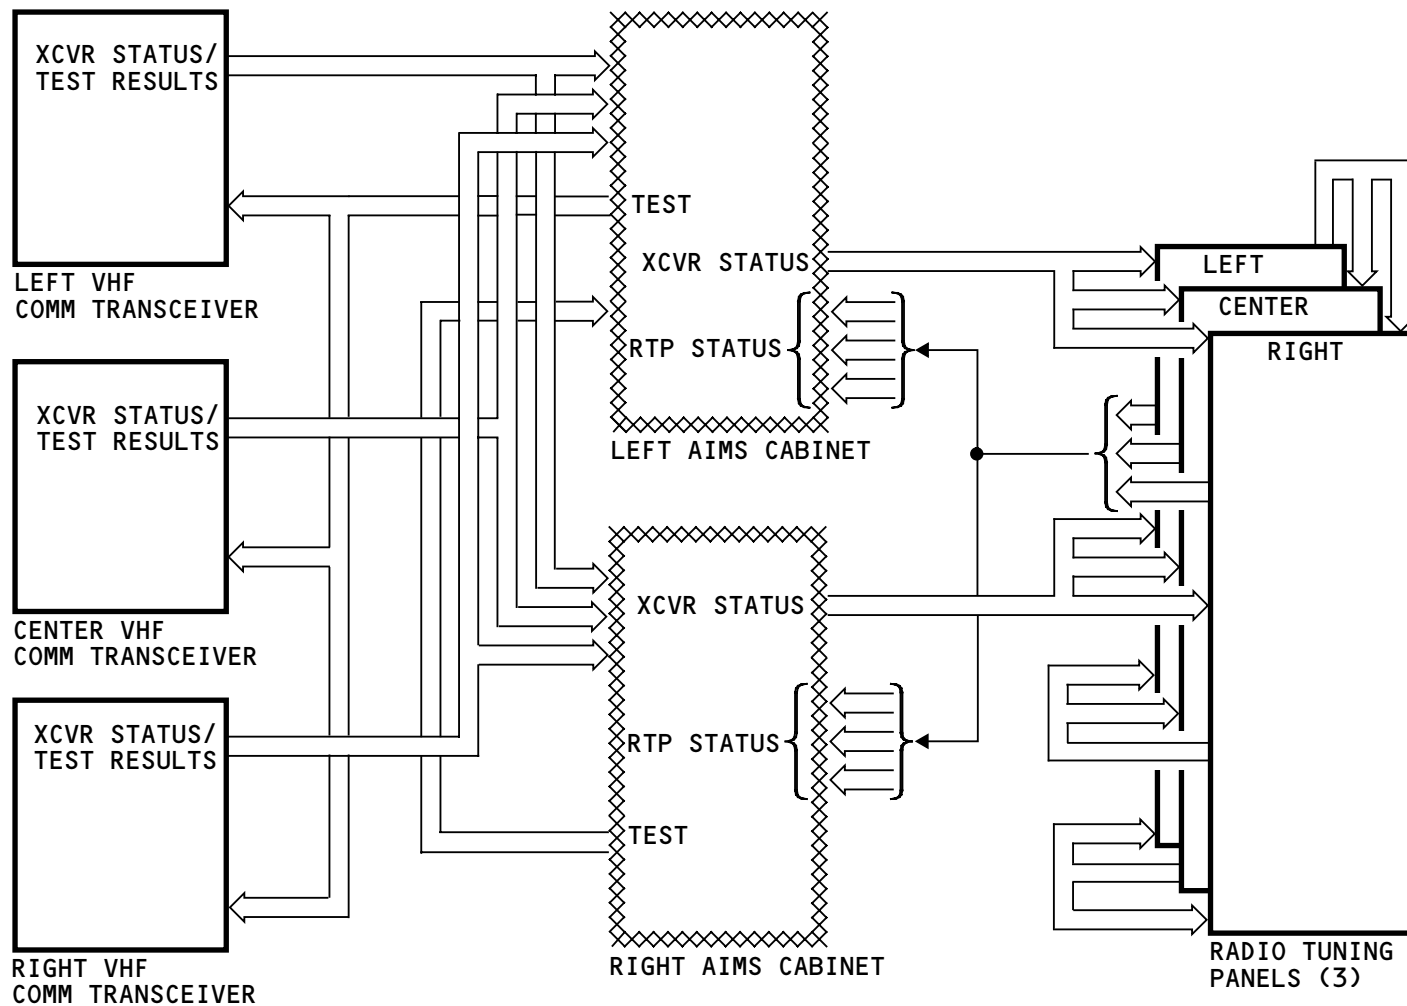 XCVR STATUS/
TEST RESULTS
LEFT VHF
COMM TRANSCEIVER
XCVR STATUS/
TEST RESULTS
CENTER VHF
COMM TRANSCEIVER
XCVR STATUS/
TEST RESULTS
RIGHT VHF
COMM TRANSCEIVER
TEST
XCVR STATUS
RTP STATUS
LEFT AIMS CABINET
XCVR STATUS
RTP STATUS
TEST
RIGHT AIMS CABINET
LEFT
CENTER
RIGHT
RADIO TUNING
PANELS (3)